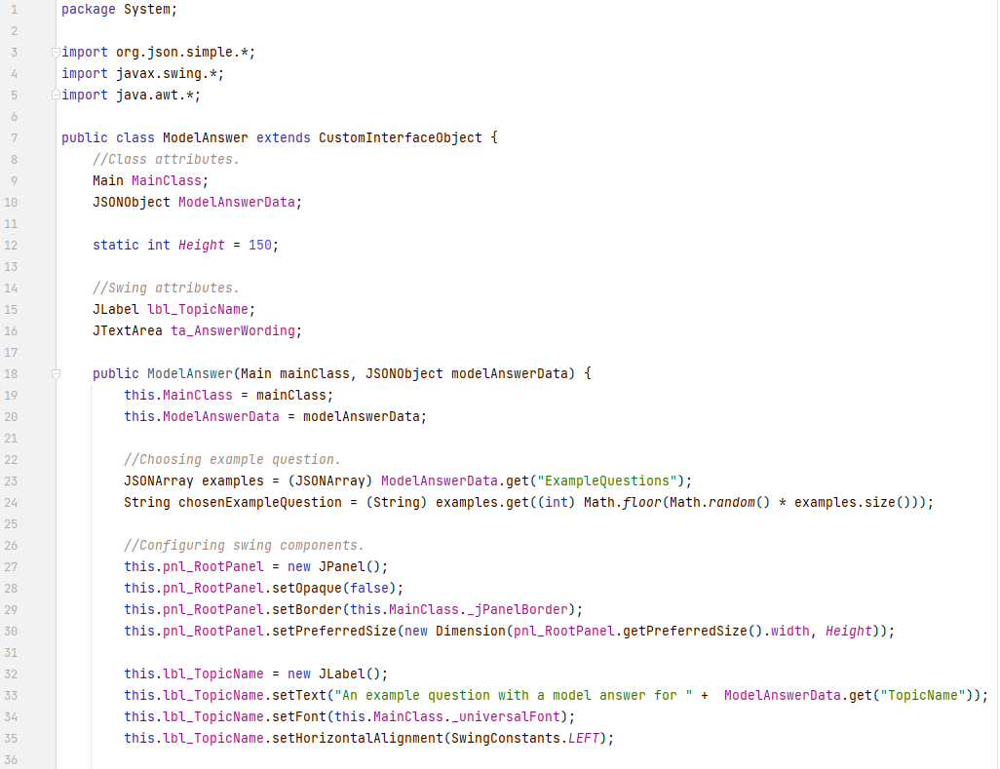 1 package System;
2
3 import org.json.simple.*;
4 import javax.swing.*;
5 import java.awt.*;
6
7 public class ModelAnswer extends CustomInterfaceObject {
8     //Class attributes.
9     Main MainClass;
10     JSONObject ModelAnswerData;
11
12     static int Height = 150;
13
14     //Swing attributes.
15     JLabel lbl_TopicName;
16     JTextArea ta_AnswerWording;
17
18     public ModelAnswer(Main mainClass, JSONObject modelAnswerData) {
19         this.MainClass = mainClass;
20         this.ModelAnswerData = modelAnswerData;
21
22         //Choosing example question.
23         JSONArray examples = (JSONArray) ModelAnswerData.get("ExampleQuestions");
24         String chosenExampleQuestion = (String) examples.get((int) Math.floor(Math.random() * examples.size()));
25
26         //Configuring swing components.
27         this.pnl_RootPanel = new JPanel();
28         this.pnl_RootPanel.setOpaque(false);
29         this.pnl_RootPanel.setBorder(this.MainClass._jPanelBorder);
30         this.pnl_RootPanel.setPreferredSize(new Dimension(pnl_RootPanel.getPreferredSize().width, Height));
31
32         this.lbl_TopicName = new JLabel();
33         this.lbl_TopicName.setText("An example question with a model answer for " +  ModelAnswerData.get("TopicName"));
34         this.lbl_TopicName.setFont(this.MainClass._universalFont);
35         this.lbl_TopicName.setHorizontalAlignment(SwingConstants.LEFT);
36